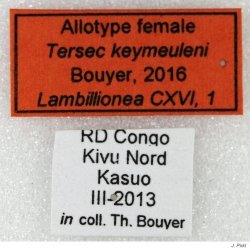 Allotype female
Tersec keymeuleni
Bouyer, 2016
Lambillionea CXVI, 1
RD Congo
Kivu Nord
Kasuo
III-2013
in coll. Th. Bouyer